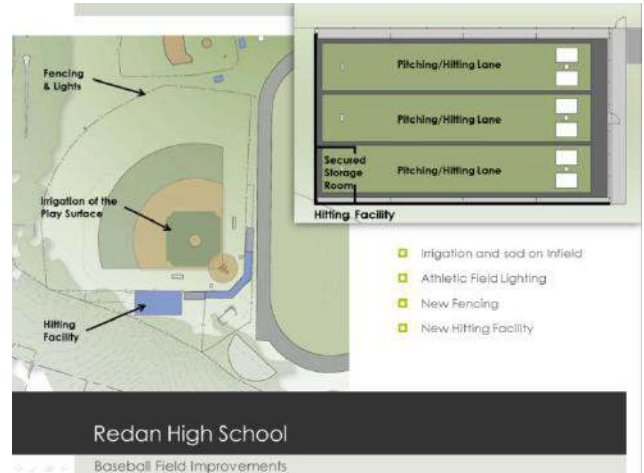 Fencing
& Lights
Irrigation of the
Play Surface
Hitting
Facility
Pitching/Hitting Lane
Pitching/Hitting Lane
Pitching/Hitting Lane
Secured
Storage
Room
Hitting Facility
Irrigation and sod on Infield
Athletic Field Lighting
New Fencing
New Hitting Facility
Redan High School
Baseball Field Improvements